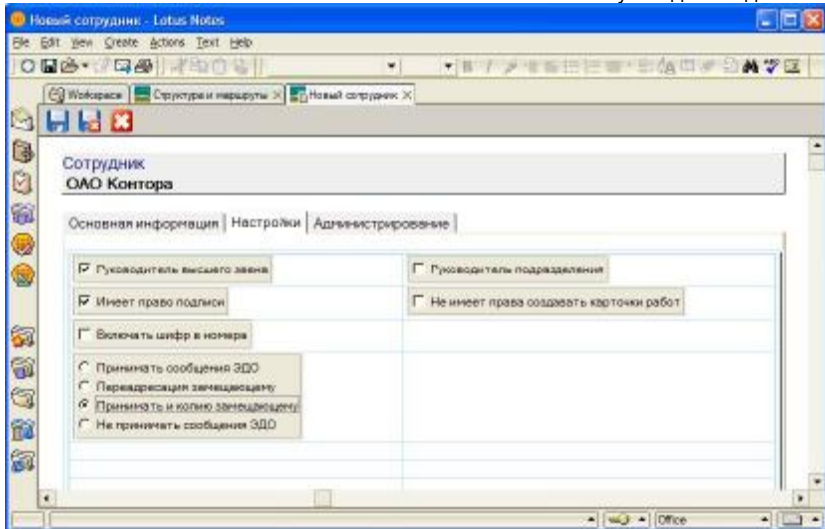 Новый сотрудник - Lotus Notes
File Edit View Create Actions Text Help
Workspace Структура и маршруты Новый сотрудник
Сотрудник
ОАО Контора
Основная информация Настройки Администрирование
Руководитель высшего звена Руководитель подразделения
Имеет право подписи Не имеет права создавать карточки работ
Включать шифр в номера
Принимать сообщения ЭДО
Переадресация замещающему
Принимать и копию замещающему
Не принимать сообщения ЭДО
Office